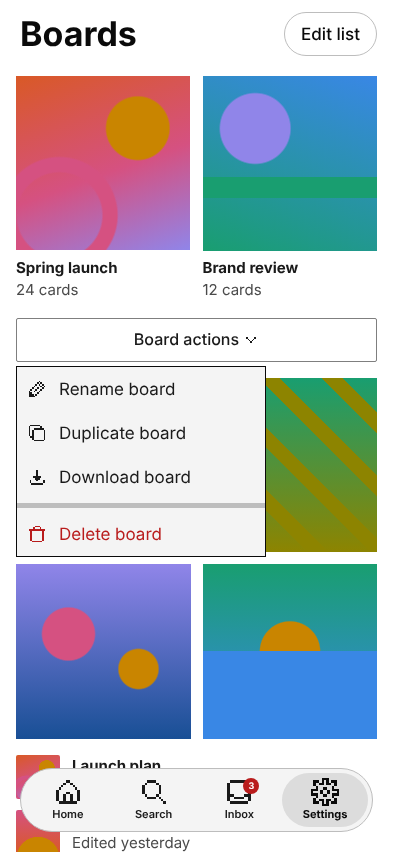 Boards
Edit list
Spring launch
24 cards
Brand review
12 cards
Board actions
Rename board
Duplicate board
Download board
Delete board
Launch plan
Home
Search
Inbox
3
Settings
Edited yesterday